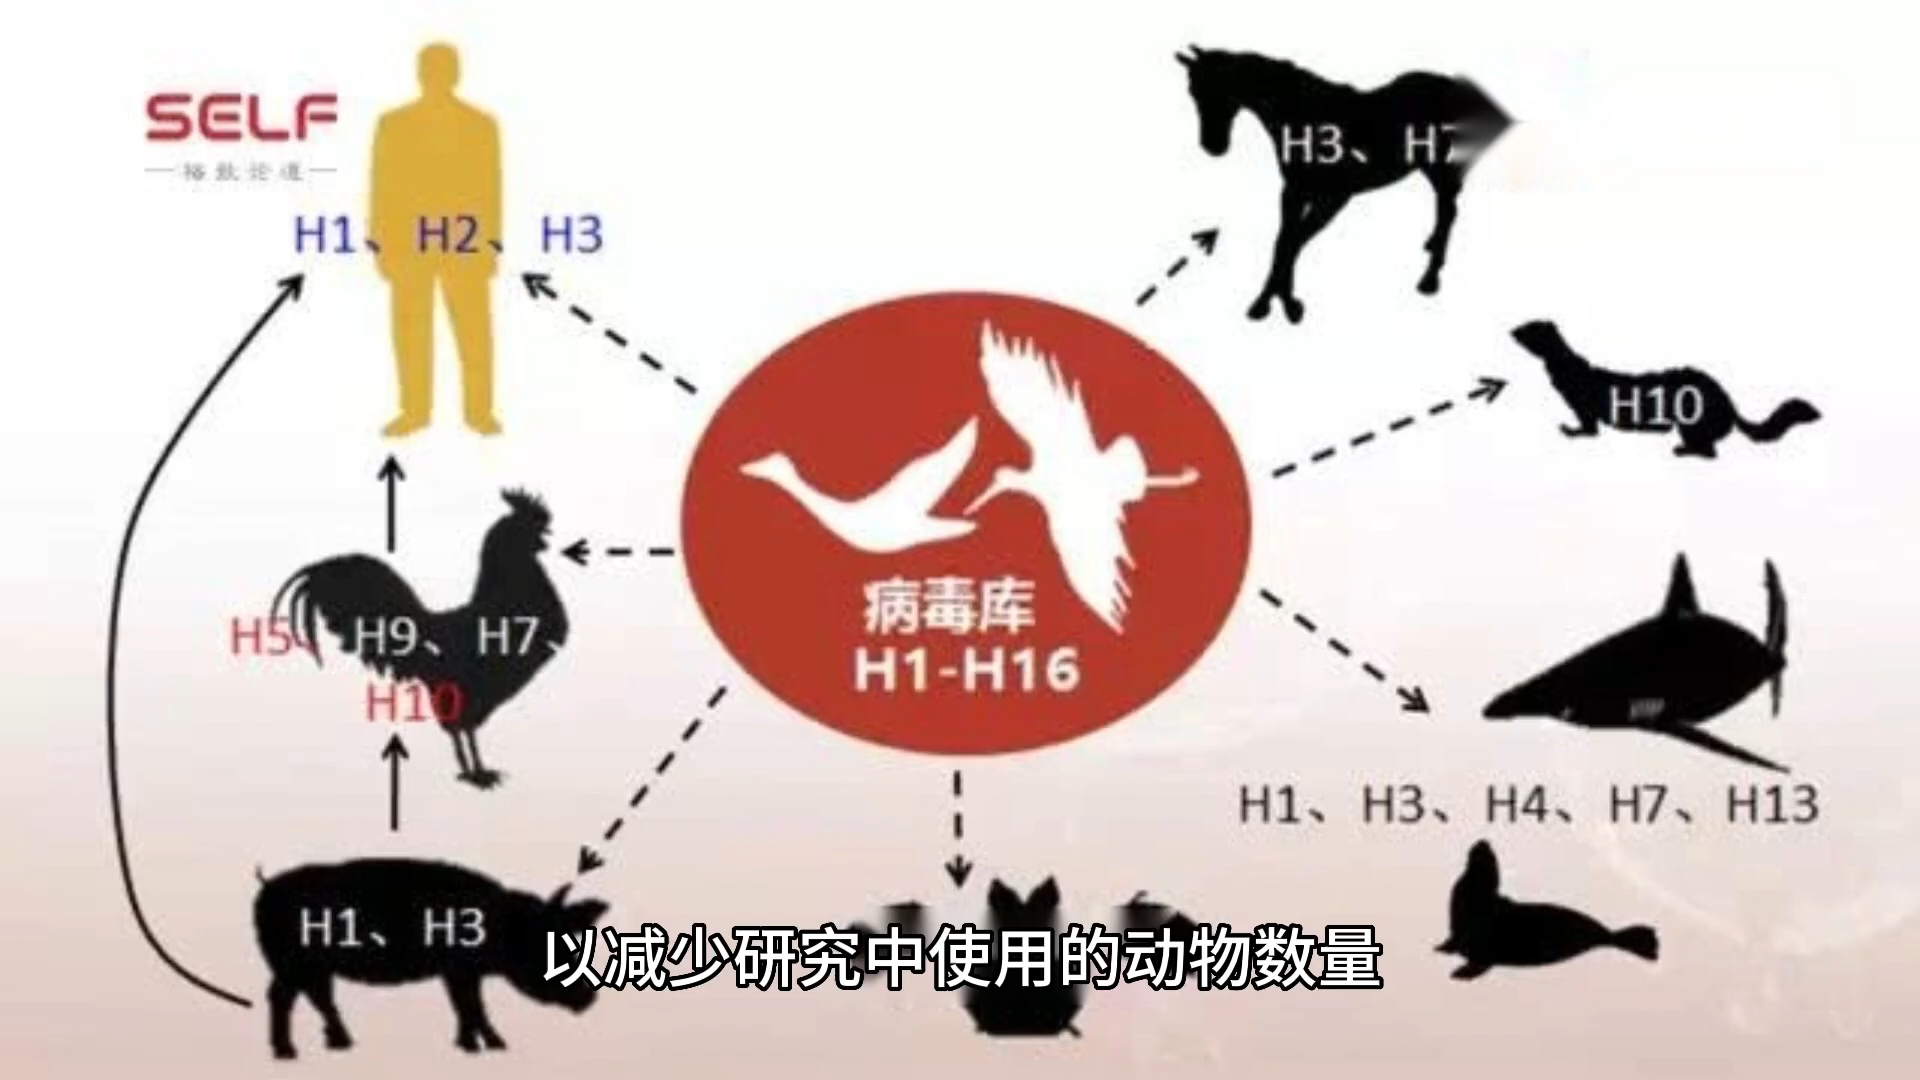 SELF
H3、H7
H1、H2、H3
H10
病毒库
H1-H16
H5、H9、H7、
H10
H1、H3、H4、H7、H13
H1、H3
以减少研究中使用的动物数量